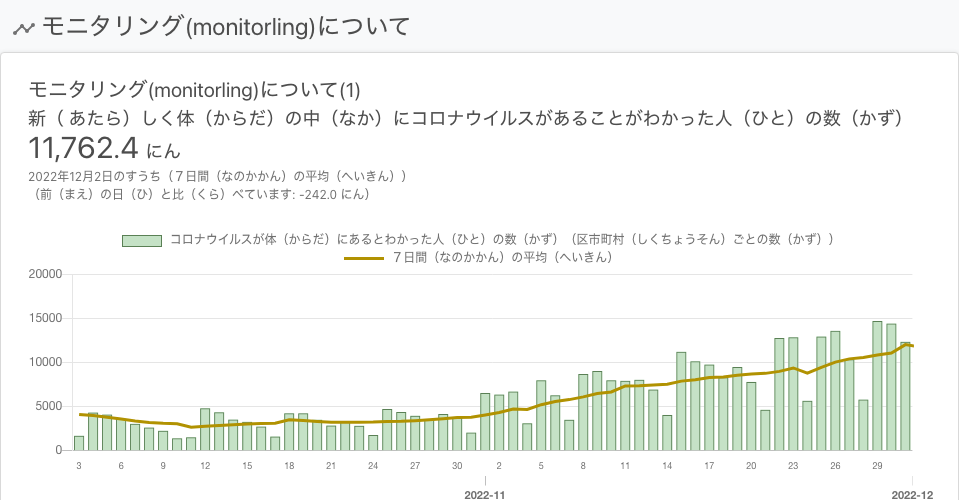 モニタリング(monitorling)について
モニタリング(monitorling)について(1)
新（ あたら）しく体（からだ）の中（なか）にコロナウイルスがあることがわかった人（ひと）の数（かず）
11,762.4 にん
2022年12月2日のすうち（７日間（なのかかん）の平均（へいきん））
（前（まえ）の日（ひ）と比（くら）べています: -242.0 にん）
コロナウイルスが体（からだ）にあるとわかった人（ひと）の数（かず）（区市町村（しくちょうそん）ごとの数（かず））
７日間（なのかかん）の平均（へいきん）
20000
15000
10000
5000
0
3 6 9 12 15 18 21 24 27 30 2 5 8 11 14 17 20 23 26 29
2022-11 2022-12